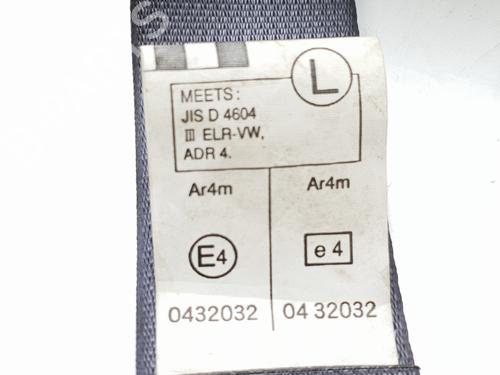 L
MEETS:
JIS D 4604
III ELR-VW,
ADR 4.
Ar4m Ar4m
E4 e 4
0432032 04 32032